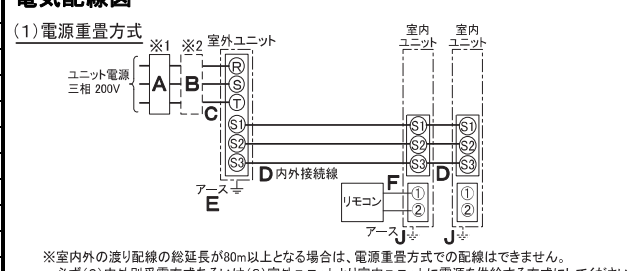 (1)電源重畳方式
※1 ※2 室外ユニット
室内ユニット
室内ユニット
ユニット電源
三相 200V
A
B
C
R
S
T
S1
S2
S3
S1
S2
S3
S1
S2
S3
D 内外接続線
D
アース
E
リモコン
F
①
②
①
②
アース J
J
※室内外の渡り配線の総延長が80m以上となる場合は、電源重畳方式での配線はできません。